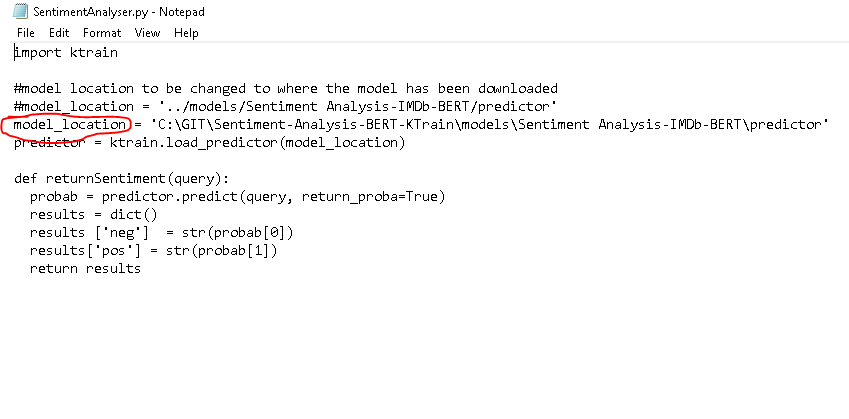 SentimentAnalyser.py - Notepad
File Edit Format View Help
import ktrain
#model location to be changed to where the model has been downloaded
#model_location = '../models/Sentiment Analysis-IMDb-BERT/predictor'
model_location = 'C:\GIT\Sentiment-Analysis-BERT-KTrain\models\Sentiment Analysis-IMDb-BERT\predictor'
predictor = ktrain.load_predictor(model_location)
def returnSentiment(query):
  probab = predictor.predict(query, return_proba=True)
  results = dict()
  results ['neg']  = str(probab[0])
  results['pos'] = str(probab[1])
  return results